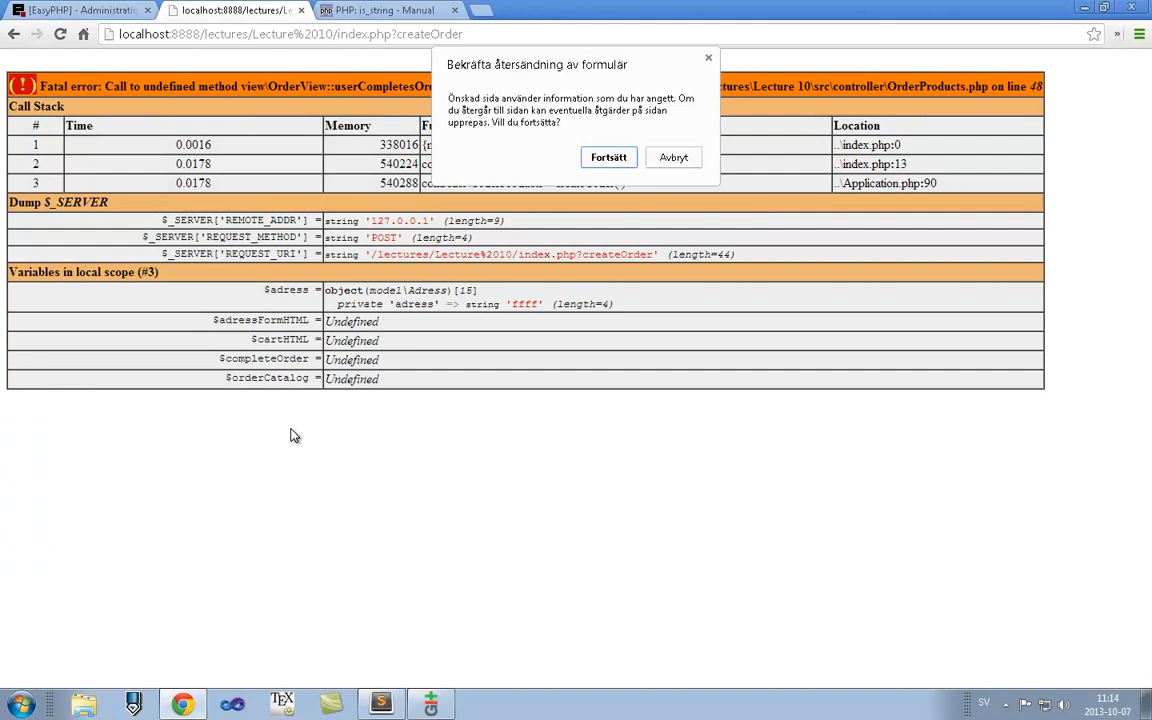 [EasyPHP] - Administratio
localhost:8888/lectures/Le
PHP: is_string - Manual
localhost:8888/lectures/Lecture%2010/index.php?createOrder
Bekräfta återsändning av formulär
Önskad sida använder information som du har angett. Om
du återgår till sidan kan eventuella åtgärder på sidan
upprepas. Vill du fortsätta?
Fortsätt
Avbryt
( ! ) Fatal error: Call to undefined method view\OrderView::userCompletesOr
tures\Lecture 10\src\controller\OrderProducts.php on line 48
Call Stack
# Time Memory Fu Location
1 0.0016 338016 {m ..\index.php:0
2 0.0178 540224 co ..\index.php:13
3 0.0178 540288 ..\Application.php:90
Dump $_SERVER
$_SERVER['REMOTE_ADDR'] = string '127.0.0.1' (length=9)
$_SERVER['REQUEST_METHOD'] = string 'POST' (length=4)
$_SERVER['REQUEST_URI'] = string '/lectures/Lecture%2010/index.php?createOrder' (length=44)
Variables in local scope (#3)
$adress = object(model\Adress)[15]
private 'adress' => string 'ffff' (length=4)
$adressFormHTML = Undefined
$cartHTML = Undefined
$completeOrder = Undefined
$orderCatalog = Undefined
TEX
SV
11:14
2013-10-07